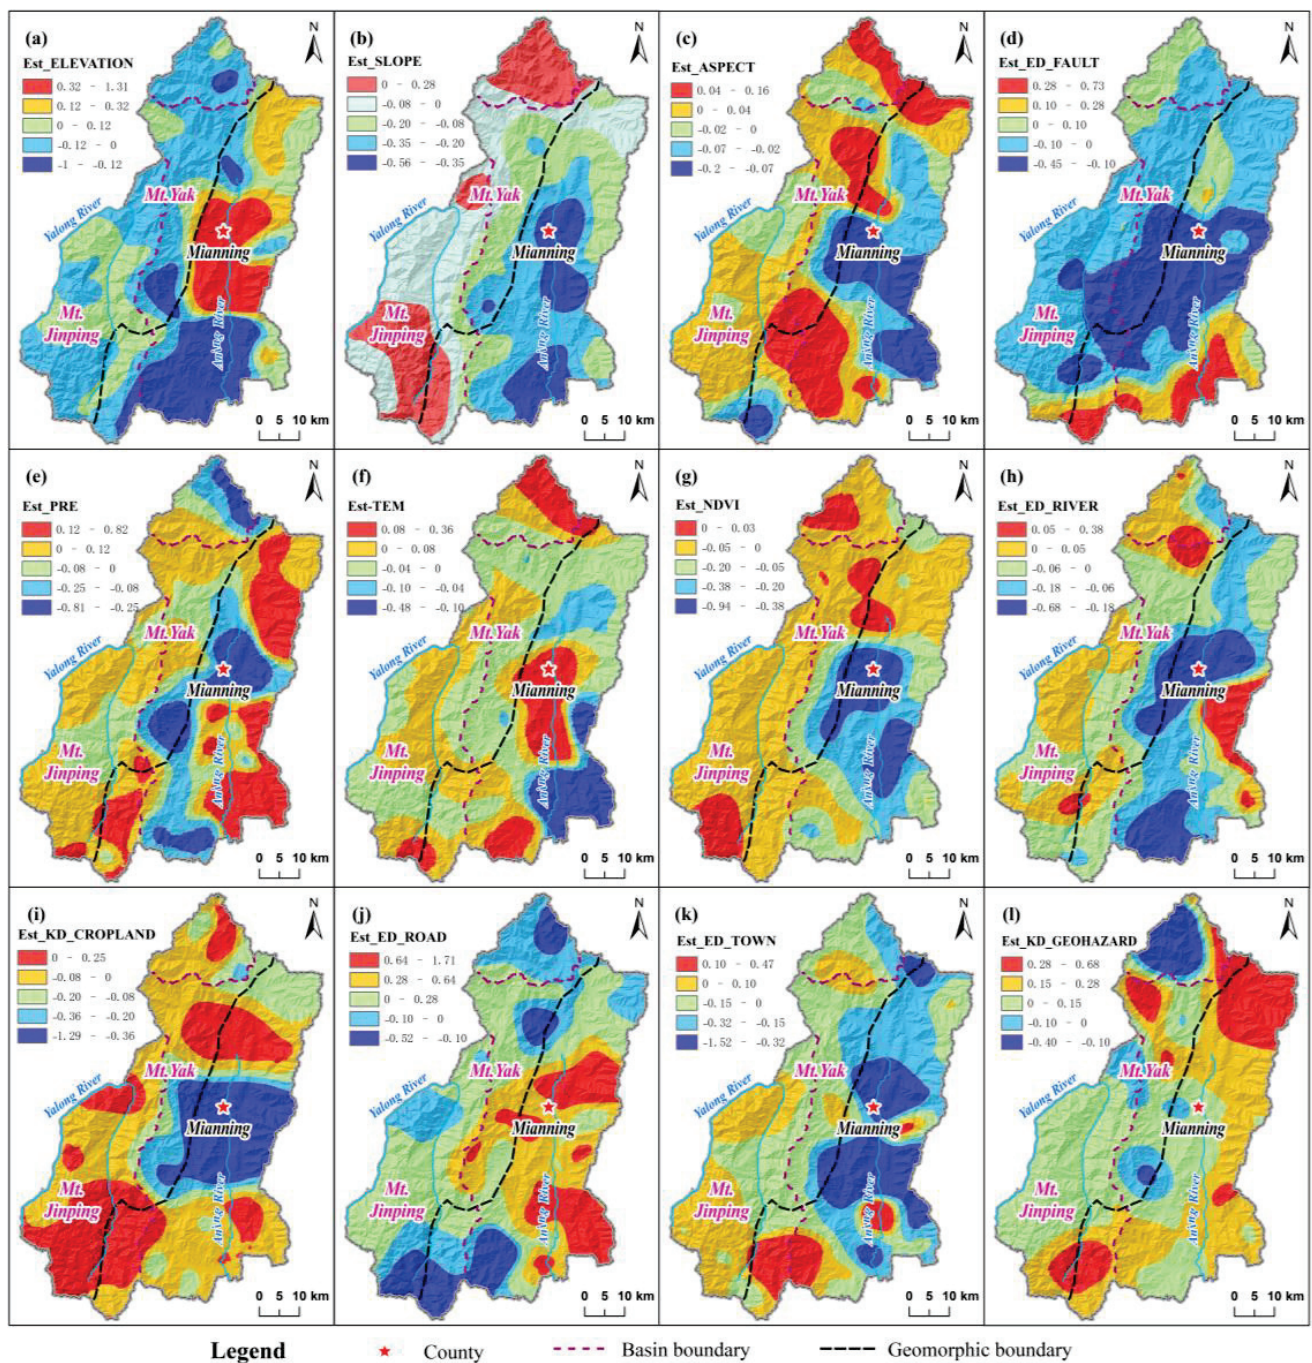 (a)
N
Est_ELEVATION
0.32 - 1.31
0.12 - 0.32
0 - 0.12
-0.12 - 0
-1 - -0.12
Mt.Yak
Yalong River
Mianning
Mt.
Jinping
Anning River
0 5 10 km
(b)
N
Est_SLOPE
0 - 0.28
-0.08 - 0
-0.20 - -0.08
-0.35 - -0.20
-0.56 - -0.35
Mt.Yak
Yalong River
Mianning
Mt.
Jinping
Anning River
0 5 10 km
(c)
N
Est_ASPECT
0.04 - 0.16
0 - 0.04
-0.02 - 0
-0.07 - -0.02
-0.2 - -0.07
Mt.Yak
Yalong River
Mianning
Mt.
Jinping
Anning River
0 5 10 km
(d)
N
Est_ED_FAULT
0.28 - 0.73
0.10 - 0.28
0 - 0.10
-0.10 - 0
-0.45 - -0.10
Mt.Yak
Yalong River
Mianning
Mt.
Jinping
Anning River
0 5 10 km
(e)
N
Est_PRE
0.12 - 0.82
0 - 0.12
-0.08 - 0
-0.25 - -0.08
-0.81 - -0.25
Mt.Yak
Yalong River
Mianning
Mt.
Jinping
Anning River
0 5 10 km
(f)
N
Est-TEM
0.08 - 0.36
0 - 0.08
-0.04 - 0
-0.10 - -0.04
-0.48 - -0.10
Mt.Yak
Yalong River
Mianning
Mt.
Jinping
Anning River
0 5 10 km
(g)
N
Est_NDVI
0 - 0.03
-0.05 - 0
-0.20 - -0.05
-0.38 - -0.20
-0.94 - -0.38
Mt.Yak
Yalong River
Mianning
Mt.
Jinping
Anning River
0 5 10 km
(h)
N
Est_ED_RIVER
0.05 - 0.38
0 - 0.05
-0.06 - 0
-0.18 - -0.06
-0.68 - -0.18
Mt.Yak
Yalong River
Mianning
Mt.
Jinping
Anning River
0 5 10 km
(i)
N
Est_KD_CROPLAND
0 - 0.25
-0.08 - 0
-0.20 - -0.08
-0.36 - -0.20
-1.29 - -0.36
Mt.Yak
Yalong River
Mianning
Mt.
Jinping
Anning River
0 5 10 km
(j)
N
Est_ED_ROAD
0.64 - 1.71
0.28 - 0.64
0 - 0.28
-0.10 - 0
-0.52 - -0.10
Mt.Yak
Yalong River
Mianning
Mt.
Jinping
Anning River
0 5 10 km
(k)
N
Est_ED_TOWN
0.10 - 0.47
0 - 0.10
-0.15 - 0
-0.32 - -0.15
-1.52 - -0.32
Mt.Yak
Yalong River
Mianning
Mt.
Jinping
Anning River
0 5 10 km
(l)
N
Est_KD_GEOHAZARD
0.28 - 0.68
0.15 - 0.28
0 - 0.15
-0.10 - 0
-0.40 - -0.10
Mt.Yak
Yalong River
Mianning
Mt.
Jinping
Anning River
0 5 10 km
Legend County Basin boundary Geomorphic boundary